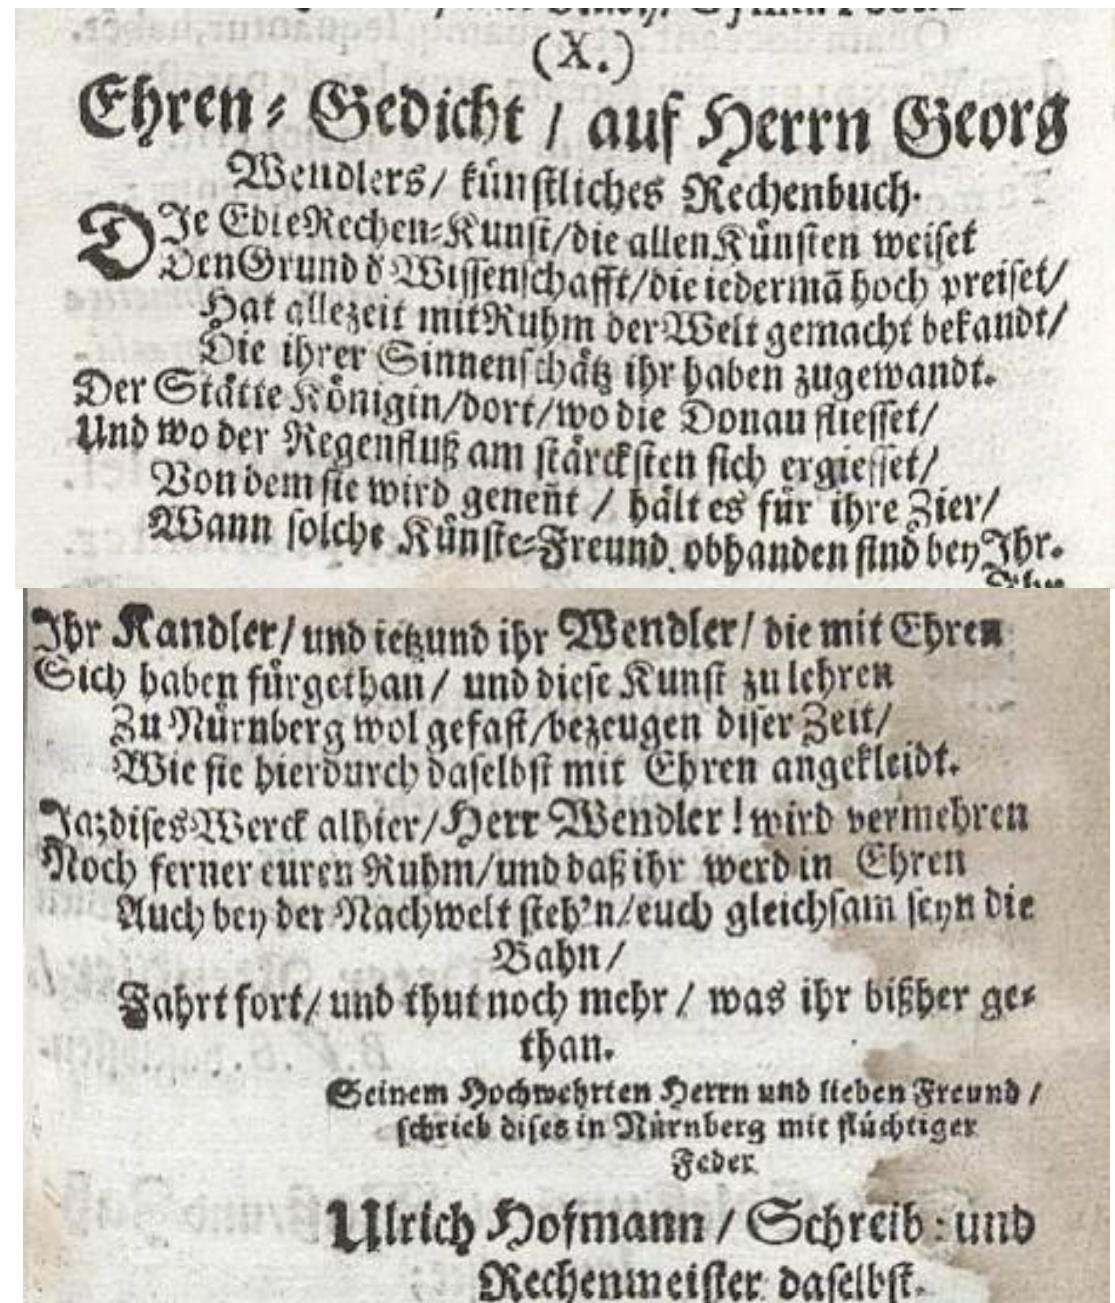 (X.)
Ehren-Gedicht / auf Herrn Georg
Wendlers/ künstliches Rechenbuch.
DJe Edle Rechen-Kunst/die allen Künsten weiset
Den Grund d Wissenschafft/die iedermā hoch preiset/
Hat allezeit mit Ruhm der Welt gemacht bekandt/
Die ihrer Sinnenschätz ihr haben zugewandt.
Der Stätte Königin/dort/wo die Donau fliesset/
Und wo der Regenfluß am stärcksten sich ergiesset/
Von dem sie wird geneñt / hält es für ihre Zier/
Wann solche Künste-Freund obhanden sind bey Jhr.
Jhr Kandler/ und ietzund ihr Wendler/ die mit Ehren
Sich haben fürgethan/ und diese Kunst zu lehren
Zu Nürnberg wol gefast/bezeugen diser Zeit/
Wie sie hierdurch daselbst mit Ehren angekleidt.
Ja;dises Werck alhier/Herr Wendler! wird vermehren
Noch ferner euren Ruhm/und daß ihr werd in Ehren
Auch bey der Nachwelt steh'n/euch gleichsam seyn die
Bahn/
Fahrt fort/ und thut noch mehr / was ihr bißher ge-
than.
Seinem Hochwehrten Herrn und lieben Freund /
schrieb dises in Nürnberg mit flüchtiger
Feder
Ulrich Hofmann / Schreib: und
Rechenmeister daselbst.